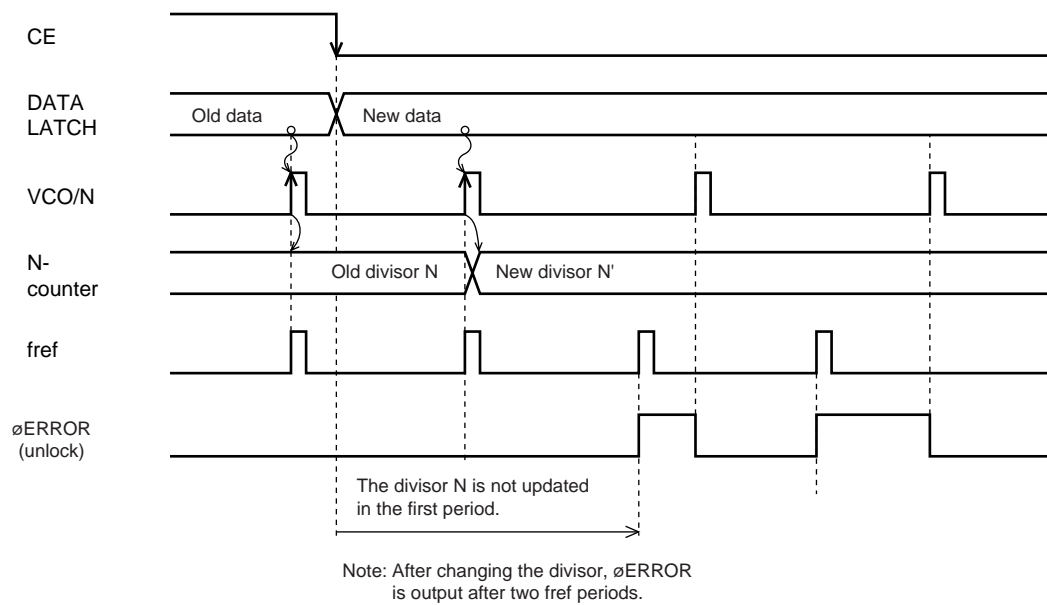 CE
DATA
LATCH
Old data
New data
VCO/N
N-
counter
Old divisor N
New divisor N'
fref
øERROR
(unlock)
The divisor N is not updated
in the first period.
Note: After changing the divisor, øERROR
is output after two fref periods.